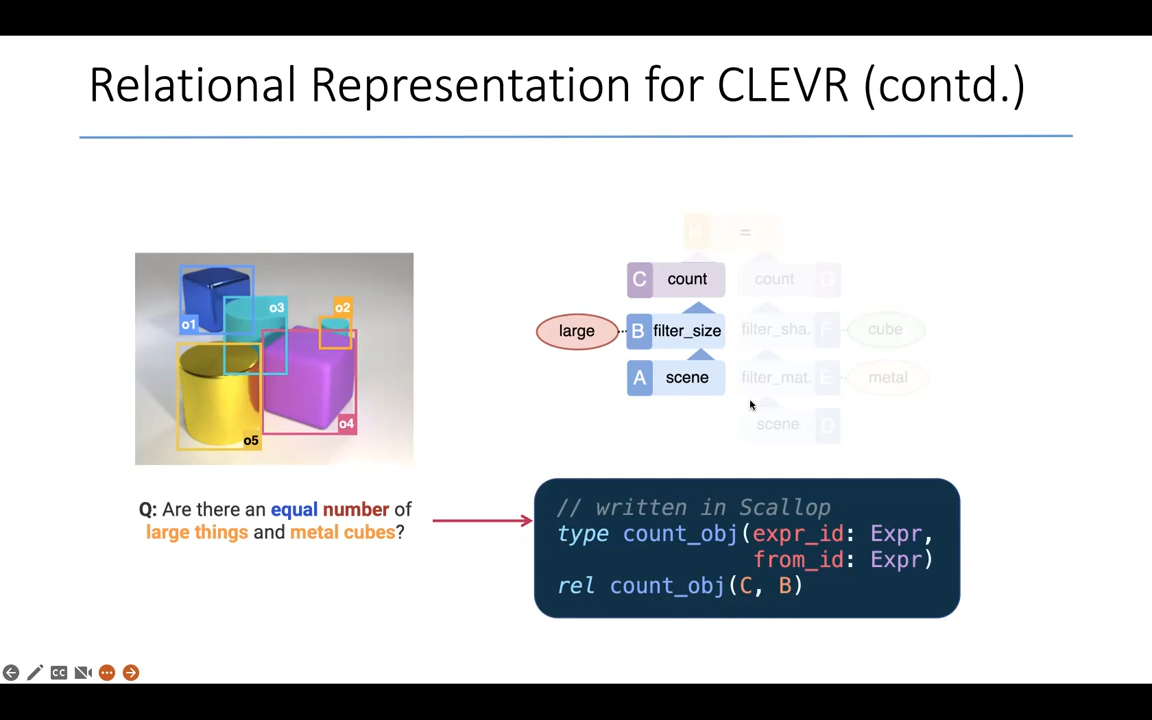 Relational Representation for CLEVR (contd.)
H =
C count
count G
large
B filter_size
filter_sha. F
cube
A scene
filter_mat. E
metal
scene D
o1
o3
o2
o4
o5
Q: Are there an equal number of
large things and metal cubes?
// written in Scallop
type count_obj(expr_id: Expr,
from_id: Expr)
rel count_obj(C, B)
CC